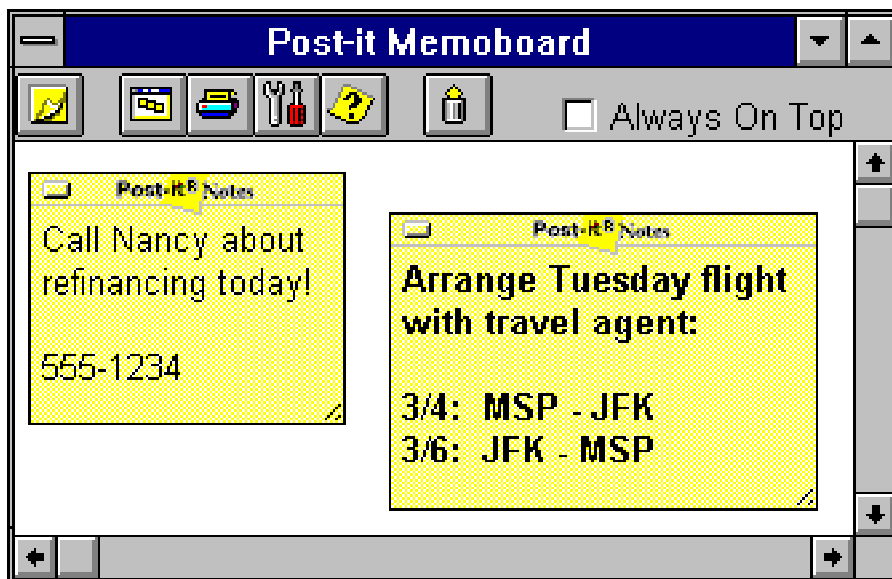 Post-it Memoboard
Always On Top
Post-it® Notes
Call Nancy about
refinancing today!
555-1234
Post-it® Notes
Arrange Tuesday flight
with travel agent:
3/4: MSP - JFK
3/6: JFK - MSP